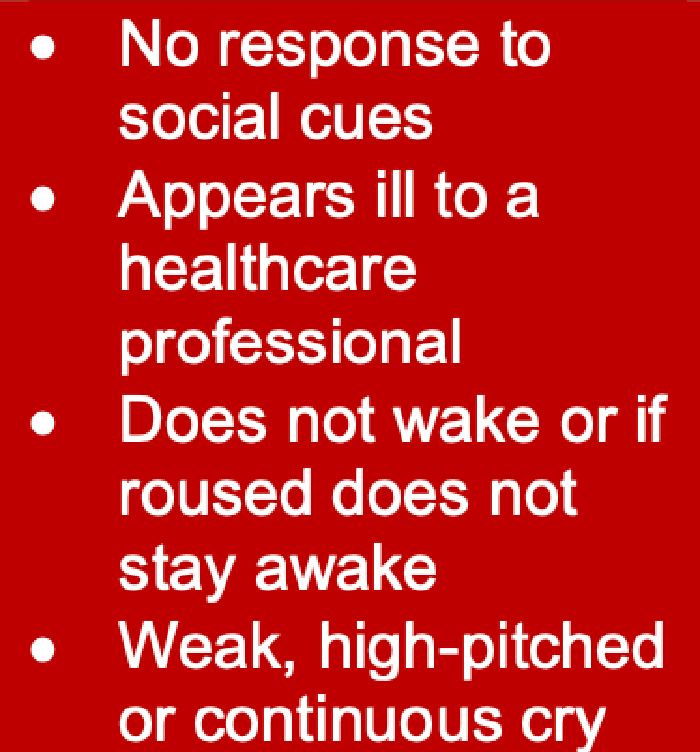 • No response to
social cues
• Appears ill to a
healthcare
professional
• Does not wake or if
roused does not
stay awake
• Weak, high-pitched
or continuous cry